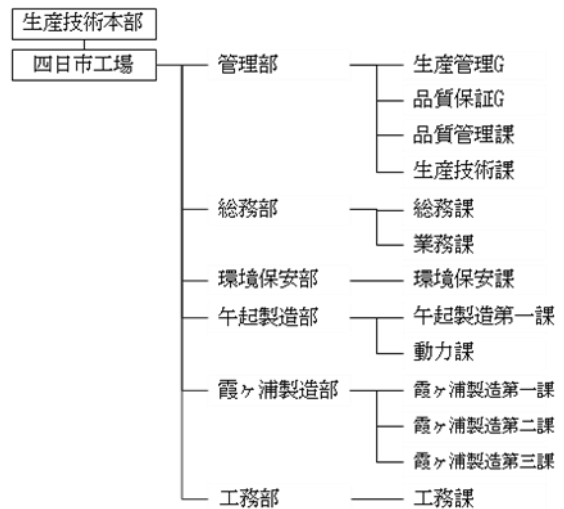 生産技術本部
四日市工場
管理部
生産管理G
品質保証G
品質管理課
生産技術課
総務部
総務課
業務課
環境保安部
環境保安課
午起製造部
午起製造第一課
動力課
霞ヶ浦製造部
霞ヶ浦製造第一課
霞ヶ浦製造第二課
霞ヶ浦製造第三課
工務部
工務課